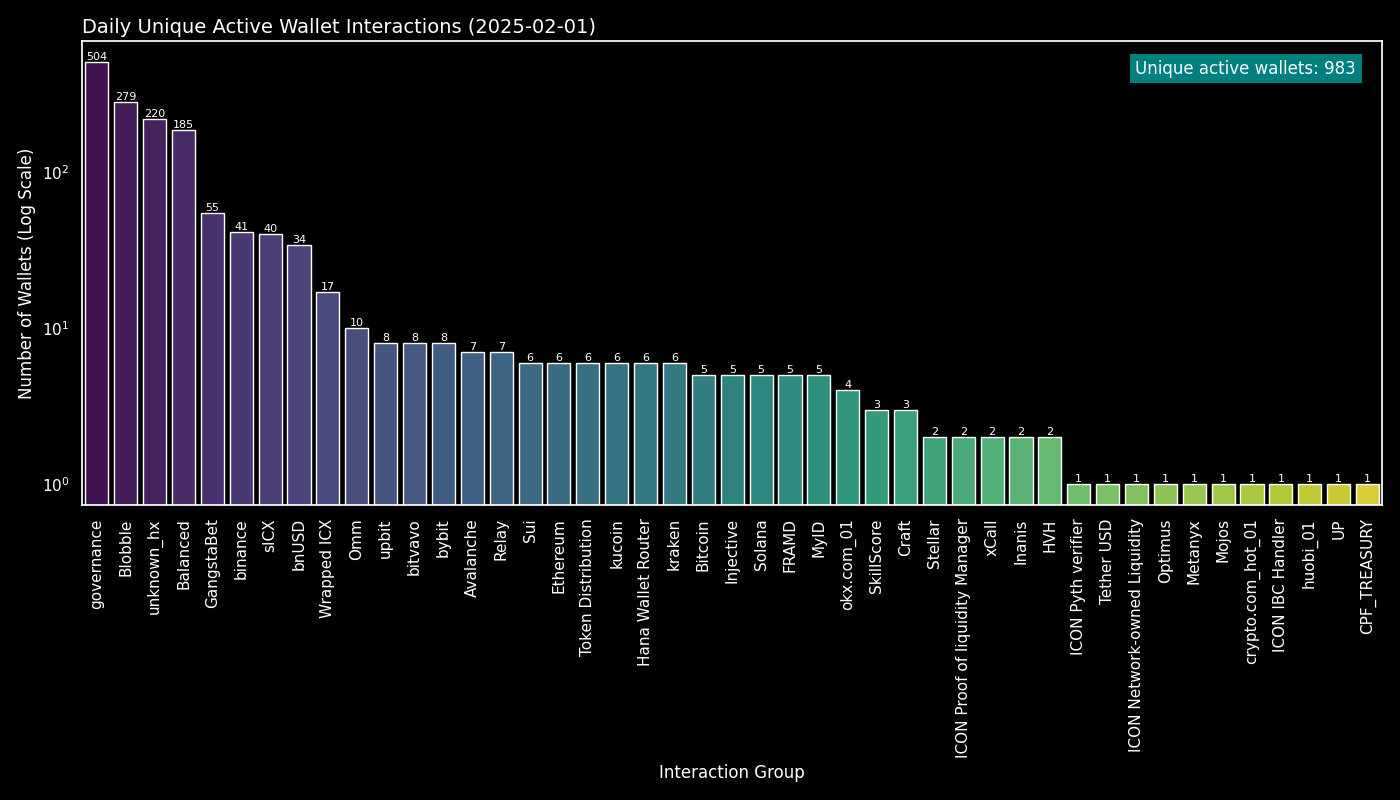 Daily Unique Active Wallet Interactions (2025-02-01)
Unique active wallets: 983
Number of Wallets (Log Scale)
10²
10¹
10⁰
504
279
220
185
55
41
40
34
17
10
8
8
8
7
7
6
6
6
6
6
6
5
5
5
5
5
4
3
3
2
2
2
2
2
1
1
1
1
1
1
1
1
1
1
1
governance
Blobble
unknown_hx
Balanced
GangstaBet
binance
sICX
bnUSD
Wrapped ICX
Omm
upbit
bitvavo
bybit
Avalanche
Relay
Sui
Ethereum
Token Distribution
kucoin
Hana Wallet Router
kraken
Bitcoin
Injective
Solana
FRAMD
MyID
okx.com_01
SkillScore
Craft
Stellar
ICON Proof of liquidity Manager
xCall
Inanis
HVH
ICON Pyth verifier
Tether USD
ICON Network-owned Liquidity
Optimus
Metanyx
Mojos
crypto.com_hot_01
ICON IBC Handler
huobi_01
UP
CPF_TREASURY
Interaction Group